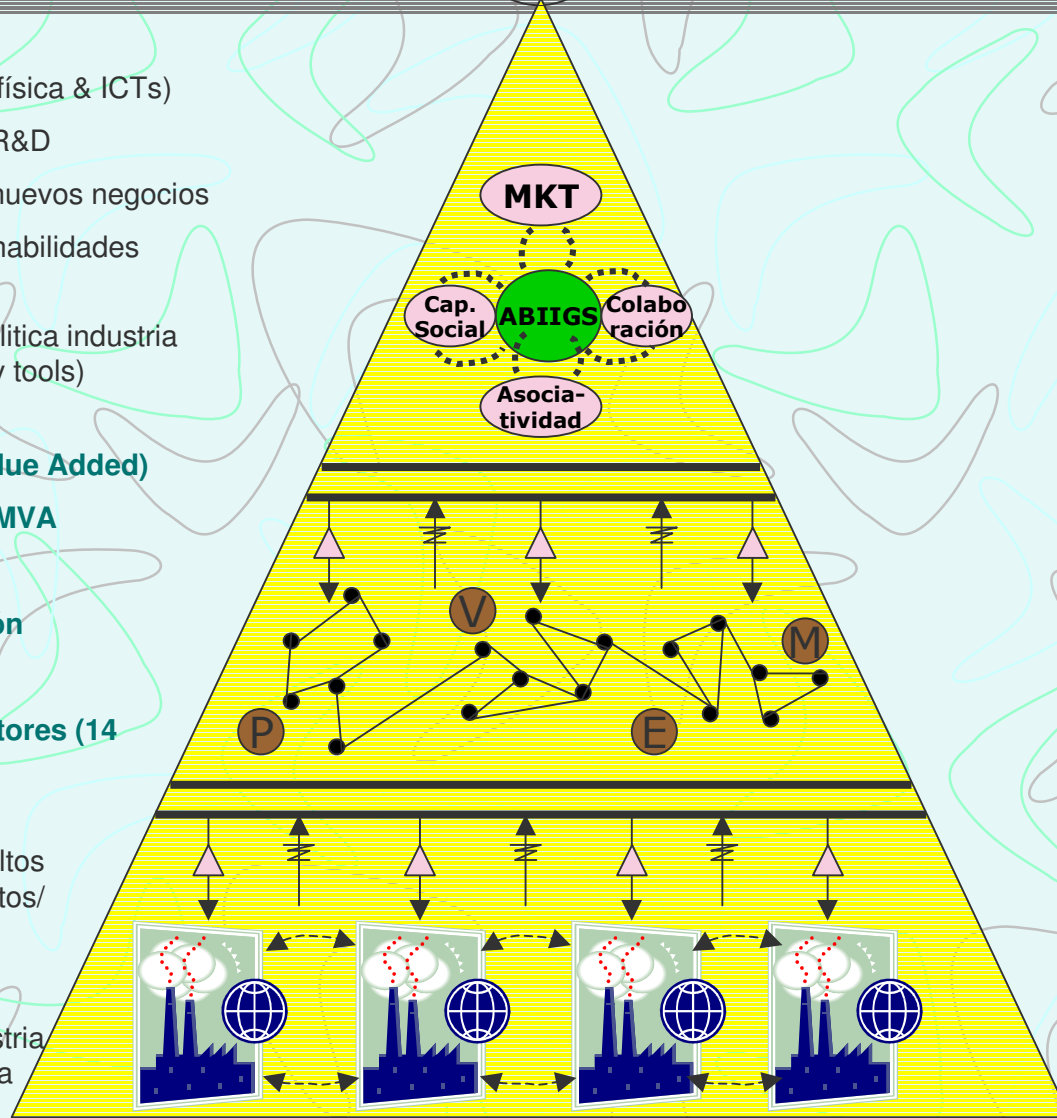 física & ICTs)
R&D
nuevos negocios
habilidades
litica industria
y tools)
lue Added)
MVA
on
tores (14
ltos
tos/
stria
a
MKT
Cap.
Social
ABIIGS
Colabo
ración
Asocia-
tividad
V
M
P
E